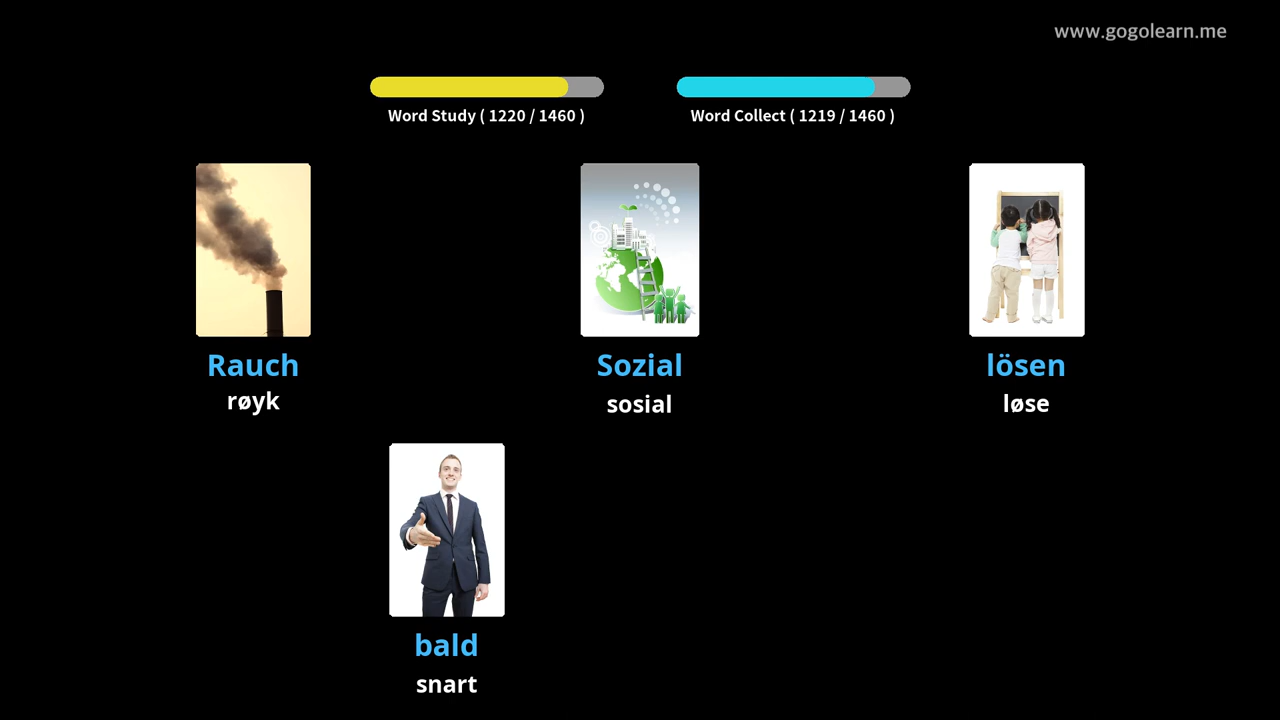 www.gogolearn.me
Word Study ( 1220 / 1460 )
Word Collect ( 1219 / 1460 )
Rauch
røyk
Sozial
sosial
lösen
løse
bald
snart